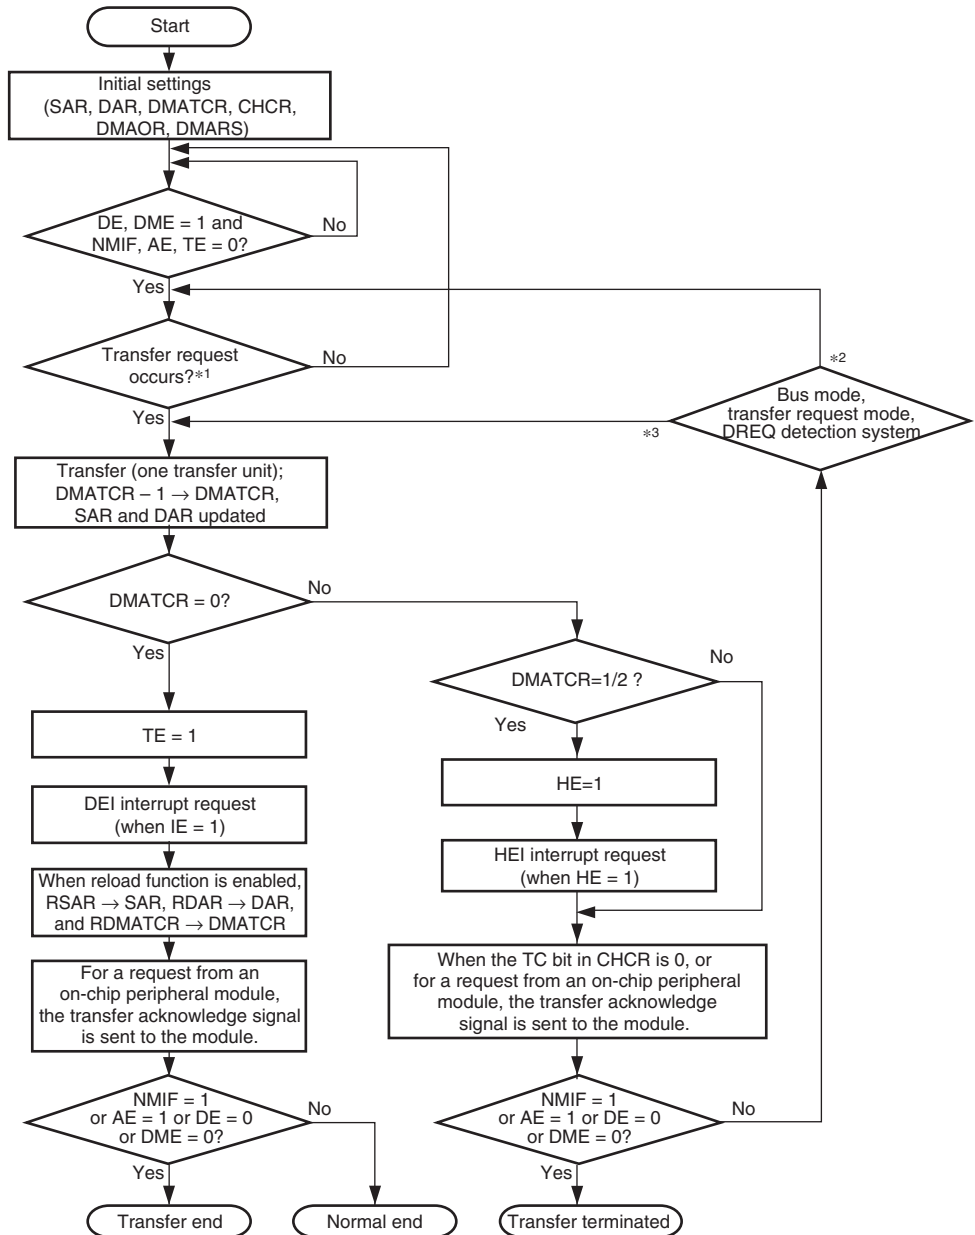 Start
Initial settings
(SAR, DAR, DMATCR, CHCR,
DMAOR, DMARS)
DE, DME = 1 and
NMIF, AE, TE = 0?
No
Yes
Transfer request
occurs?*1
No
Yes
*2
Bus mode,
transfer request mode,
DREQ detection system
*3
Transfer (one transfer unit);
DMATCR – 1 → DMATCR,
SAR and DAR updated
DMATCR = 0?
No
Yes
DMATCR=1/2 ?
No
Yes
TE = 1
HE=1
DEI interrupt request
(when IE = 1)
HEI interrupt request
(when HE = 1)
When reload function is enabled,
RSAR → SAR, RDAR → DAR,
and RDMATCR → DMATCR
For a request from an
on-chip peripheral module,
the transfer acknowledge signal
is sent to the module.
When the TC bit in CHCR is 0, or
for a request from an on-chip peripheral
module, the transfer acknowledge
signal is sent to the module.
NMIF = 1
or AE = 1 or DE = 0
or DME = 0?
No
Yes
NMIF = 1
or AE = 1 or DE = 0
or DME = 0?
No
Yes
Transfer end
Normal end
Transfer terminated